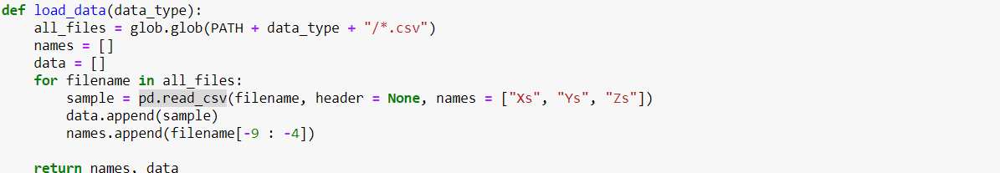 def load_data(data_type):
    all_files = glob.glob(PATH + data_type + "/*.csv")
    names = []
    data = []
    for filename in all_files:
        sample = pd.read_csv(filename, header = None, names = ["Xs", "Ys", "Zs"])
        data.append(sample)
        names.append(filename[-9 : -4])
    return names, data